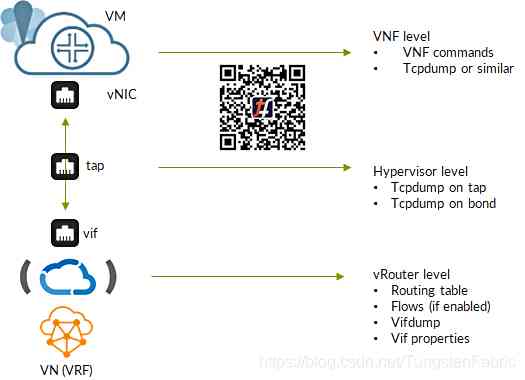 VM
vNIC
tap
vif
VN (VRF)
VNF level
• VNF commands
• Tcpdump or similar
Hypervisor level
• Tcpdump on tap
• Tcpdump on bond
vRouter level
• Routing table
• Flows (if enabled)
• Vifdump
• Vif properties
https://blog.csdn.net/TungstenFabric